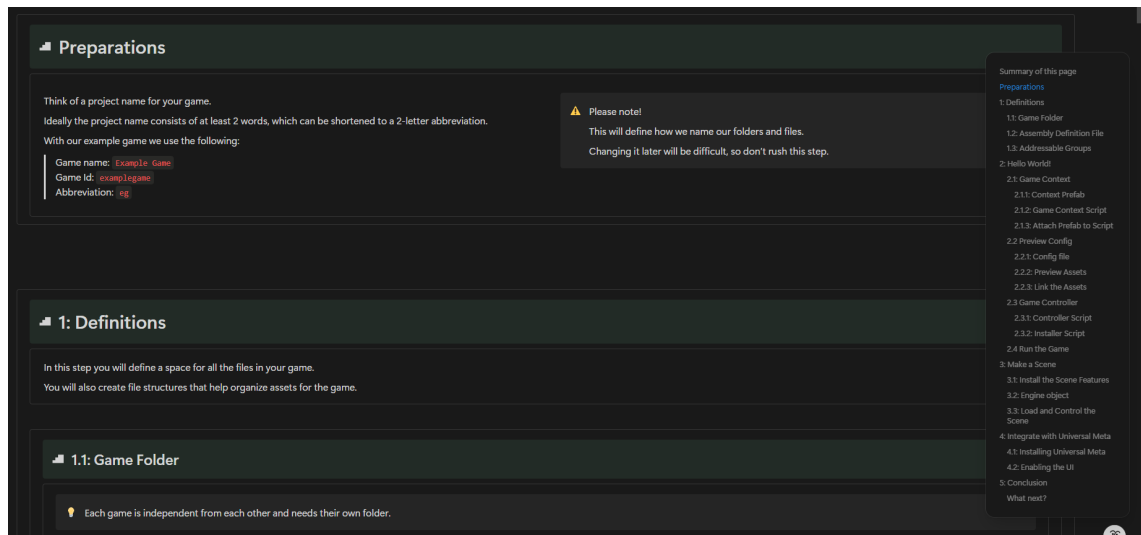 Preparations
Think of a project name for your game.
Ideally the project name consists of at least 2 words, which can be shortened to a 2-letter abbreviation.
With our example game we use the following:
Game name: Example Game
Game Id: examplegame
Abbreviation: eg
Please note!
This will define how we name our folders and files.
Changing it later will be difficult, so don't rush this step.
1: Definitions
In this step you will define a space for all the files in your game.
You will also create file structures that help organize assets for the game.
1.1: Game Folder
Each game is independent from each other and needs their own folder.
Summary of this page
Preparations
1: Definitions
1.1: Game Folder
1.2: Assembly Definition File
1.3: Addressable Groups
2: Hello World!
2.1: Game Context
2.1.1: Context Prefab
2.1.2: Game Context Script
2.1.3: Attach Prefab to Script
2.2 Preview Config
2.2.1: Config file
2.2.2: Preview Assets
2.2.3: Link the Assets
2.3 Game Controller
2.3.1: Controller Script
2.3.2: Installer Script
2.4 Run the Game
3: Make a Scene
3.1: Install the Scene Features
3.2: Engine object
3.3: Load and Control the
Scene
4: Integrate with Universal Meta
4.1: Installing Universal Meta
4.2: Enabling the UI
5: Conclusion
What next?